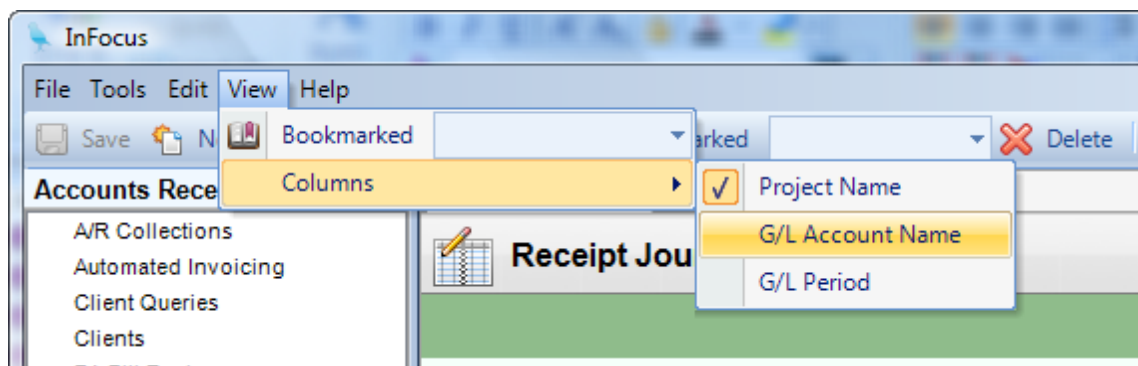 InFocus
File Tools Edit View Help
Save N Bookmarked arked Delete
Accounts Rece Columns Project Name
A/R Collections G/L Account Name
Automated Invoicing Receipt Jou
Client Queries G/L Period
Clients